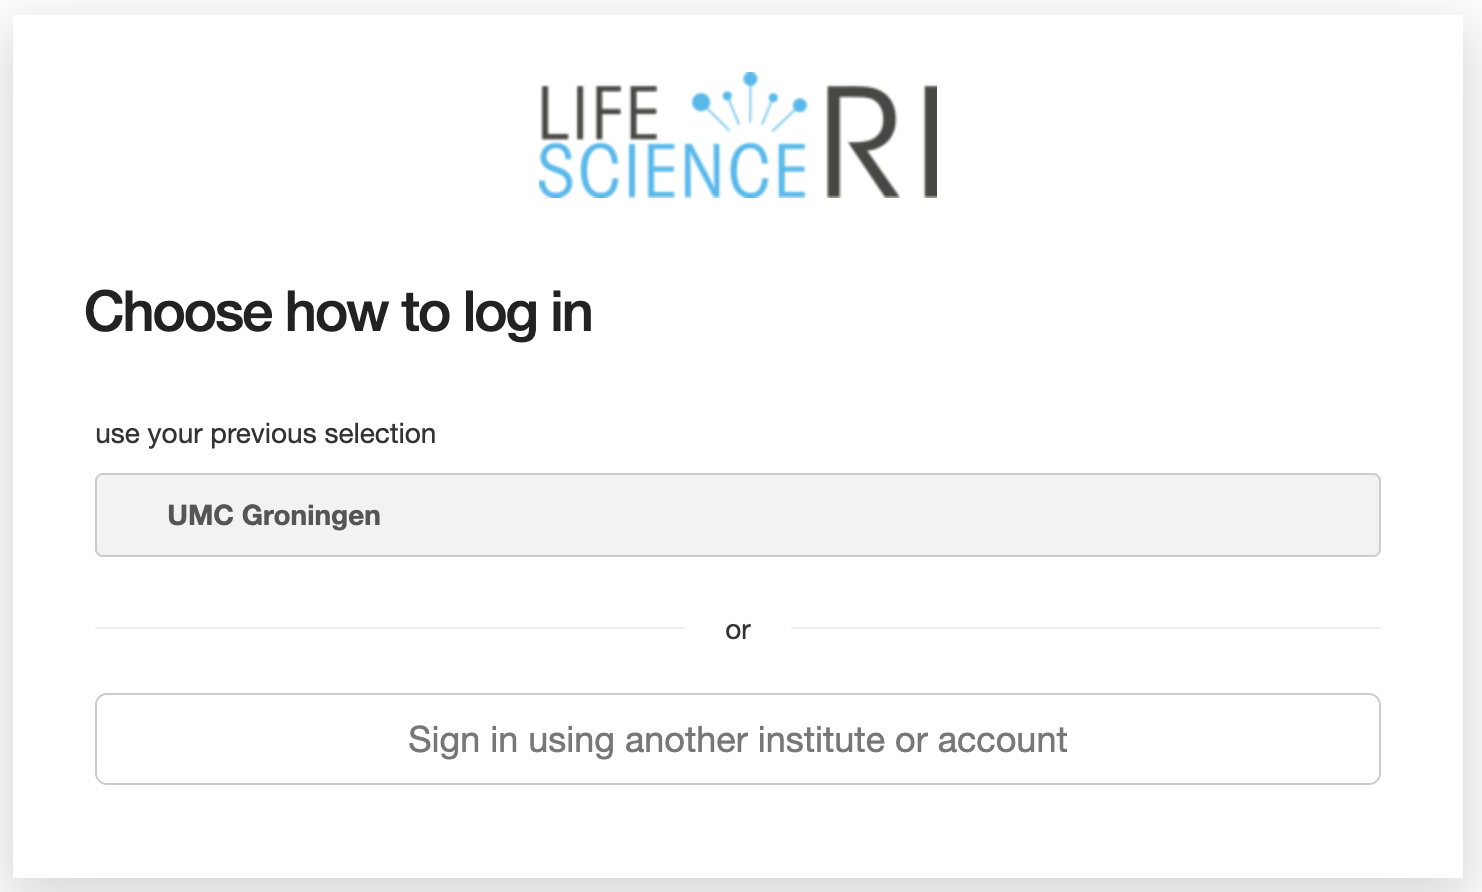 LIFE
SCIENCE RI
Choose how to log in
use your previous selection
UMC Groningen
or
Sign in using another institute or account